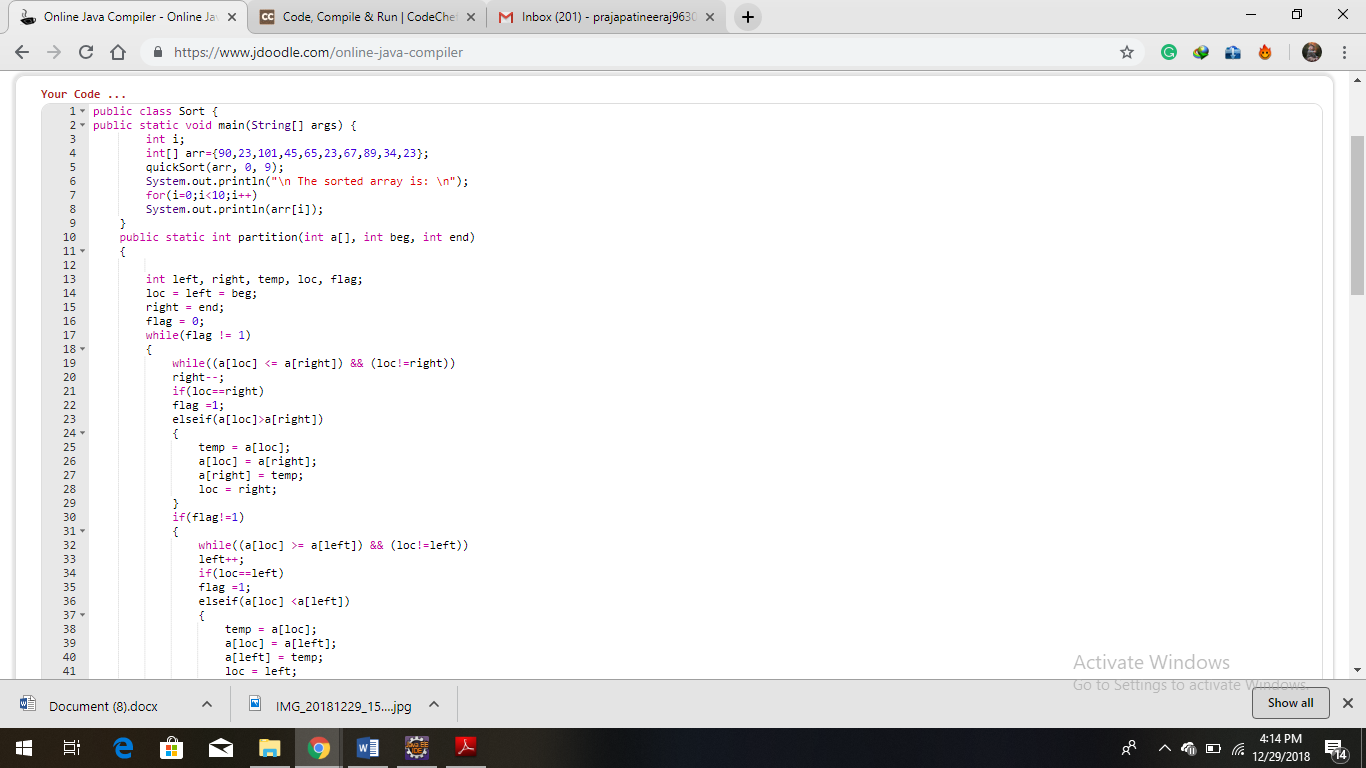 Online Java Compiler - Online Ja
Code, Compile & Run | CodeChef
Inbox (201) - prajapatineeraj9630
https://www.jdoodle.com/online-java-compiler
Your Code ...
1 public class Sort {
2 public static void main(String[] args) {
3 int i;
4 int[] arr={90,23,101,45,65,23,67,89,34,23};
5 quickSort(arr, 0, 9);
6 System.out.println("\n The sorted array is: \n");
7 for(i=0;i<10;i++)
8 System.out.println(arr[i]);
9 }
10 public static int partition(int a[], int beg, int end)
11 {
12
13 int left, right, temp, loc, flag;
14 loc = left = beg;
15 right = end;
16 flag = 0;
17 while(flag != 1)
18 {
19 while((a[loc] <= a[right]) && (loc!=right))
20 right--;
21 if(loc==right)
22 flag =1;
23 elseif(a[loc]>a[right])
24 {
25 temp = a[loc];
26 a[loc] = a[right];
27 a[right] = temp;
28 loc = right;
29 }
30 if(flag!=1)
31 {
32 while((a[loc] >= a[left]) && (loc!=left))
33 left++;
34 if(loc==left)
35 flag =1;
36 elseif(a[loc] <a[left])
37 {
38 temp = a[loc];
39 a[loc] = a[left];
40 a[left] = temp;
41 loc = left;
Activate Windows
Go to Settings to activate Windows.
Document (8).docx
IMG_20181229_15....jpg
Show all
4:14 PM
12/29/2018
14